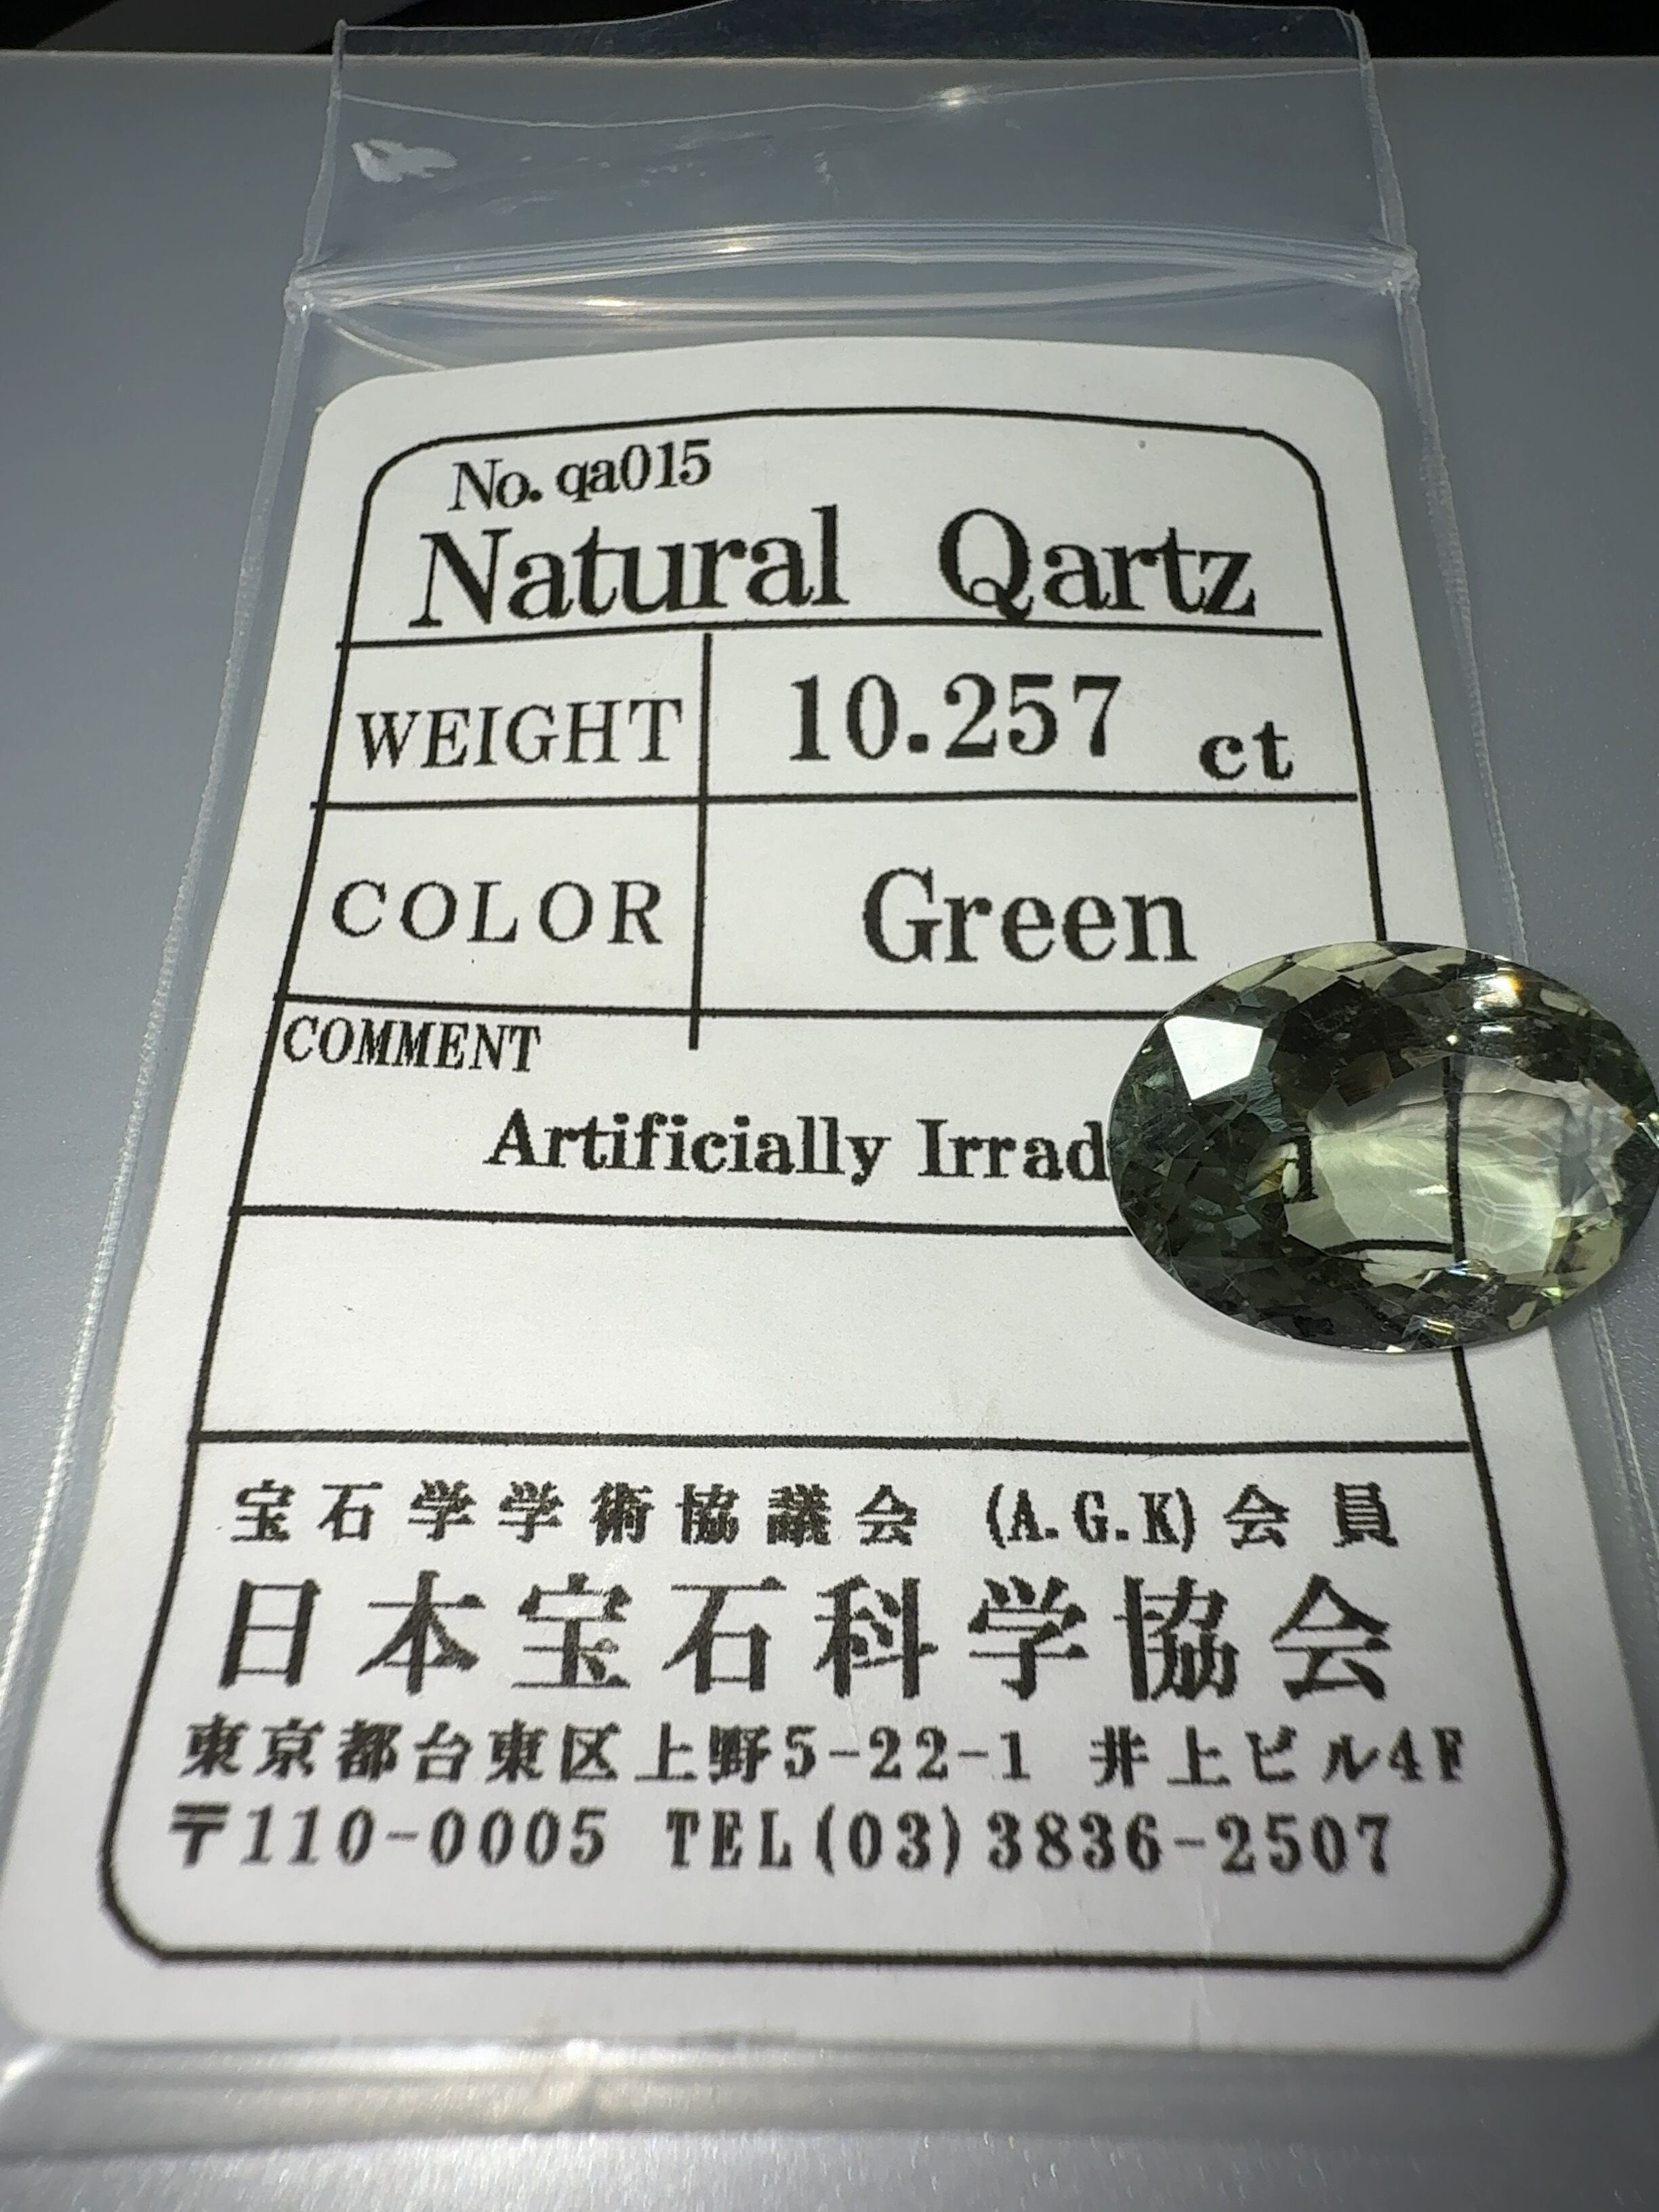 No. qa015
Natural Qartz
WEIGHT 10.257 ct
COLOR Green
COMMENT
Artificially
宝石学学術協議会 (A.G.K)会員
日本宝石科学協会
東京都台東区上野5-22-1 井上ビル4F
〒110-0005 TEL(03)3836-2507